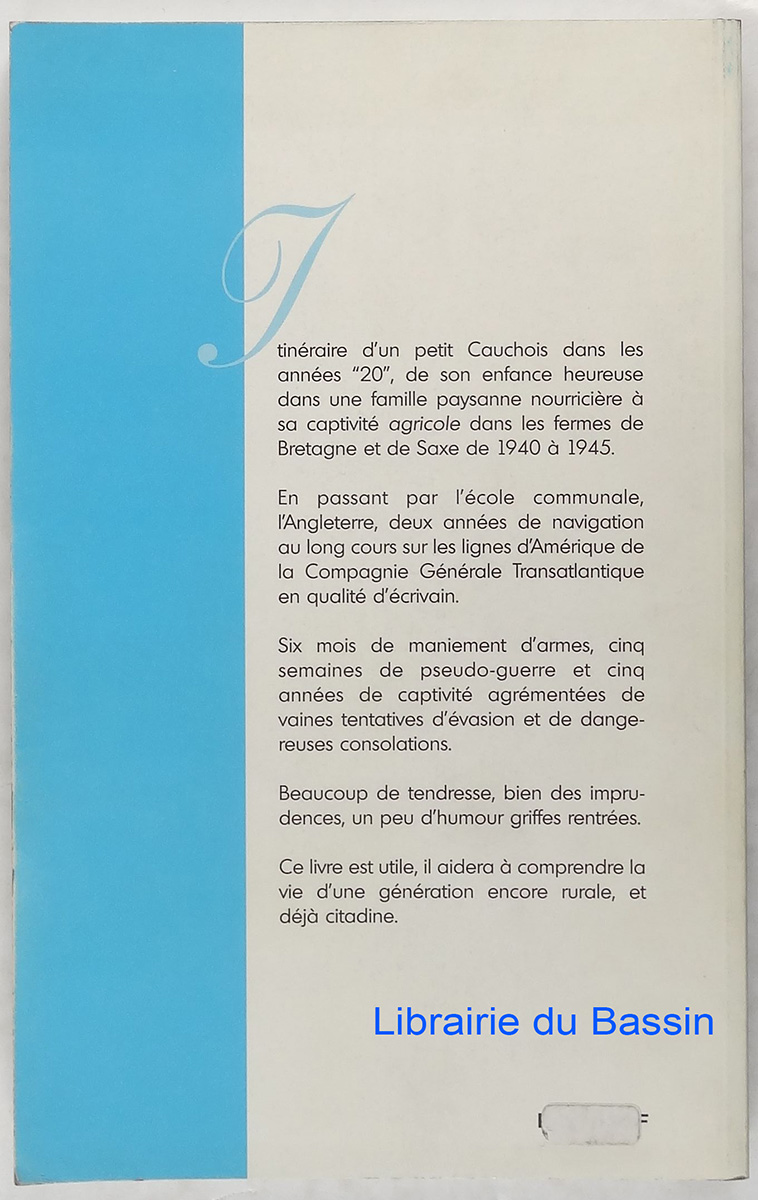 Itinéraire d'un petit Cauchois dans les
années "20", de son enfance heureuse
dans une famille paysanne nourricière à
sa captivité agricole dans les fermes de
Bretagne et de Saxe de 1940 à 1945.
En passant par l'école communale,
l'Angleterre, deux années de navigation
au long cours sur les lignes d'Amérique de
la Compagnie Générale Transatlantique
en qualité d'écrivain.
Six mois de maniement d'armes, cinq
semaines de pseudo-guerre et cinq
années de captivité agrémentées de
vaines tentatives d'évasion et de dange-
reuses consolations.
Beaucoup de tendresse, bien des impru-
dences, un peu d'humour griffes rentrées.
Ce livre est utile, il aidera à comprendre la
vie d'une génération encore rurale, et
déjà citadine.
Librairie du Bassin